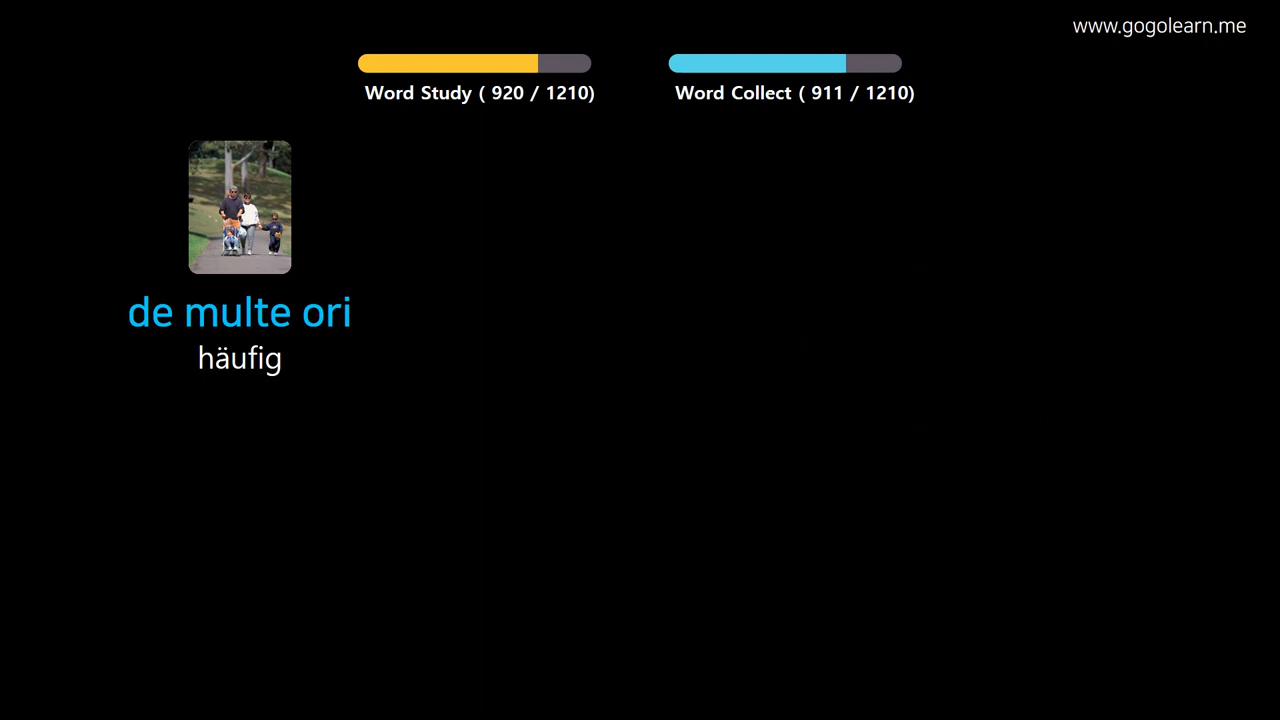 www.gogolearn.me
Word Study ( 920 / 1210)
Word Collect ( 911 / 1210)
de multe ori
häufig